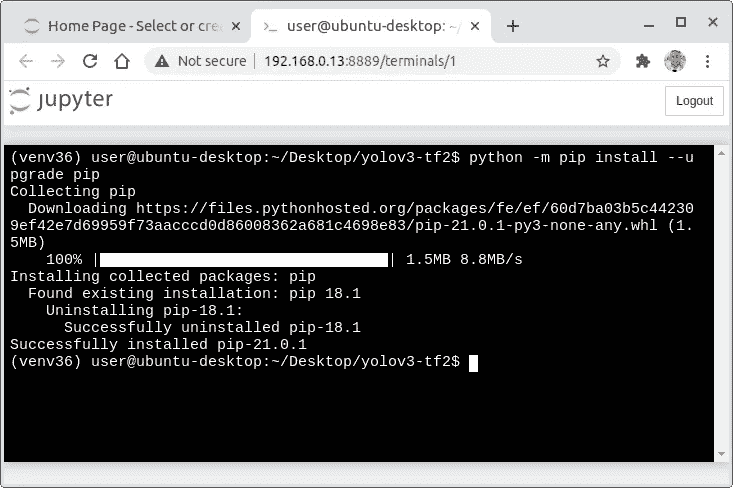 Home Page - Select or crea
user@ubuntu-desktop: ~/
Not secure | 192.168.0.13:8889/terminals/1
jupyter
Logout
(venv36) user@ubuntu-desktop:~/Desktop/yolov3-tf2$ python -m pip install --u
pgrade pip
Collecting pip
  Downloading https://files.pythonhosted.org/packages/fe/ef/60d7ba03b5c44230
9ef42e7d69959f73aacccd0d86008362a681c4698e83/pip-21.0.1-py3-none-any.whl (1.
5MB)
    100% |████████████████████████████████| 1.5MB 8.8MB/s
Installing collected packages: pip
  Found existing installation: pip 18.1
    Uninstalling pip-18.1:
      Successfully uninstalled pip-18.1
Successfully installed pip-21.0.1
(venv36) user@ubuntu-desktop:~/Desktop/yolov3-tf2$